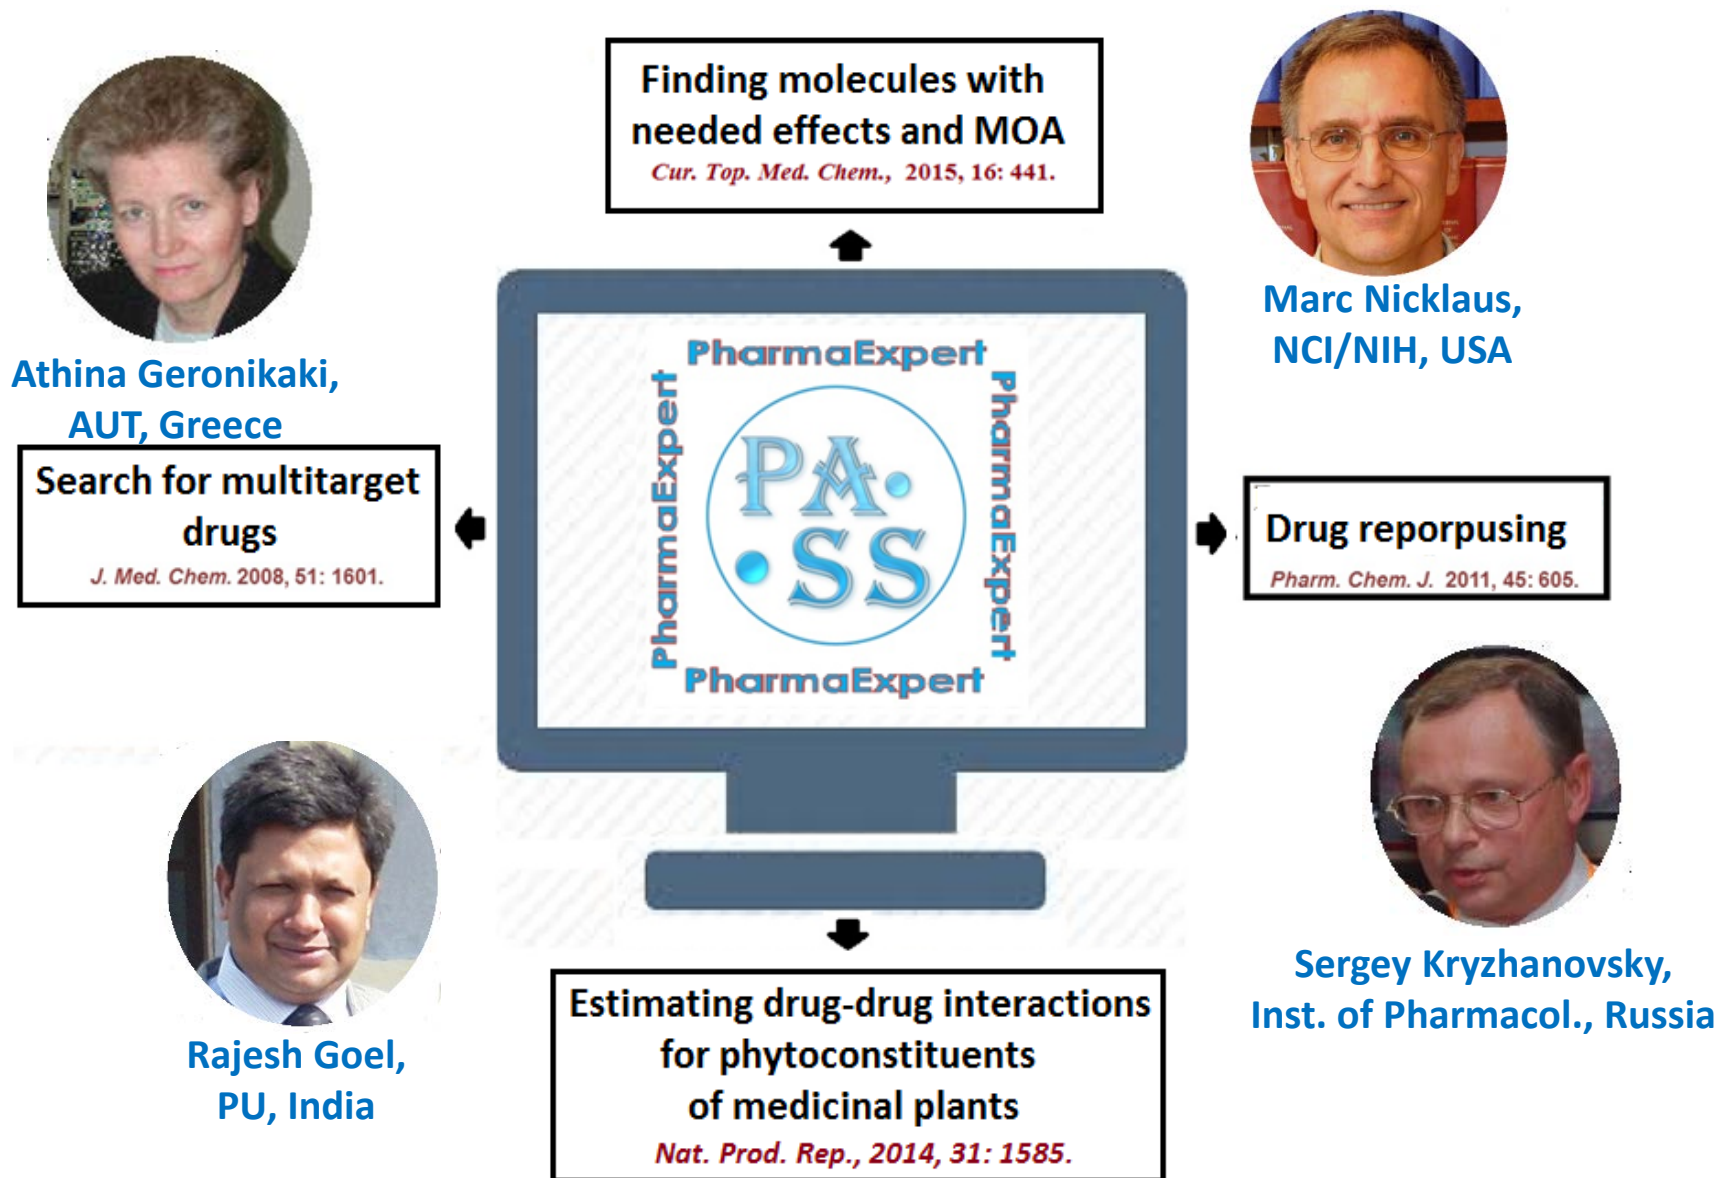 Finding molecules with
needed effects and MOA
Cur. Top. Med. Chem., 2015, 16: 441.
Athina Geronikaki,
AUT, Greece
Marc Nicklaus,
NCI/NIH, USA
Search for multitarget
drugs
J. Med. Chem. 2008, 51: 1601.
PharmaExpert
PharmaExpert
PharmaExpert
PA
SS
PharmaExpert
Drug reporpusing
Pharm. Chem. J. 2011, 45: 605.
Rajesh Goel,
PU, India
Sergey Kryzhanovsky,
Inst. of Pharmacol., Russia
Estimating drug-drug interactions
for phytoconstituents
of medicinal plants
Nat. Prod. Rep., 2014, 31: 1585.